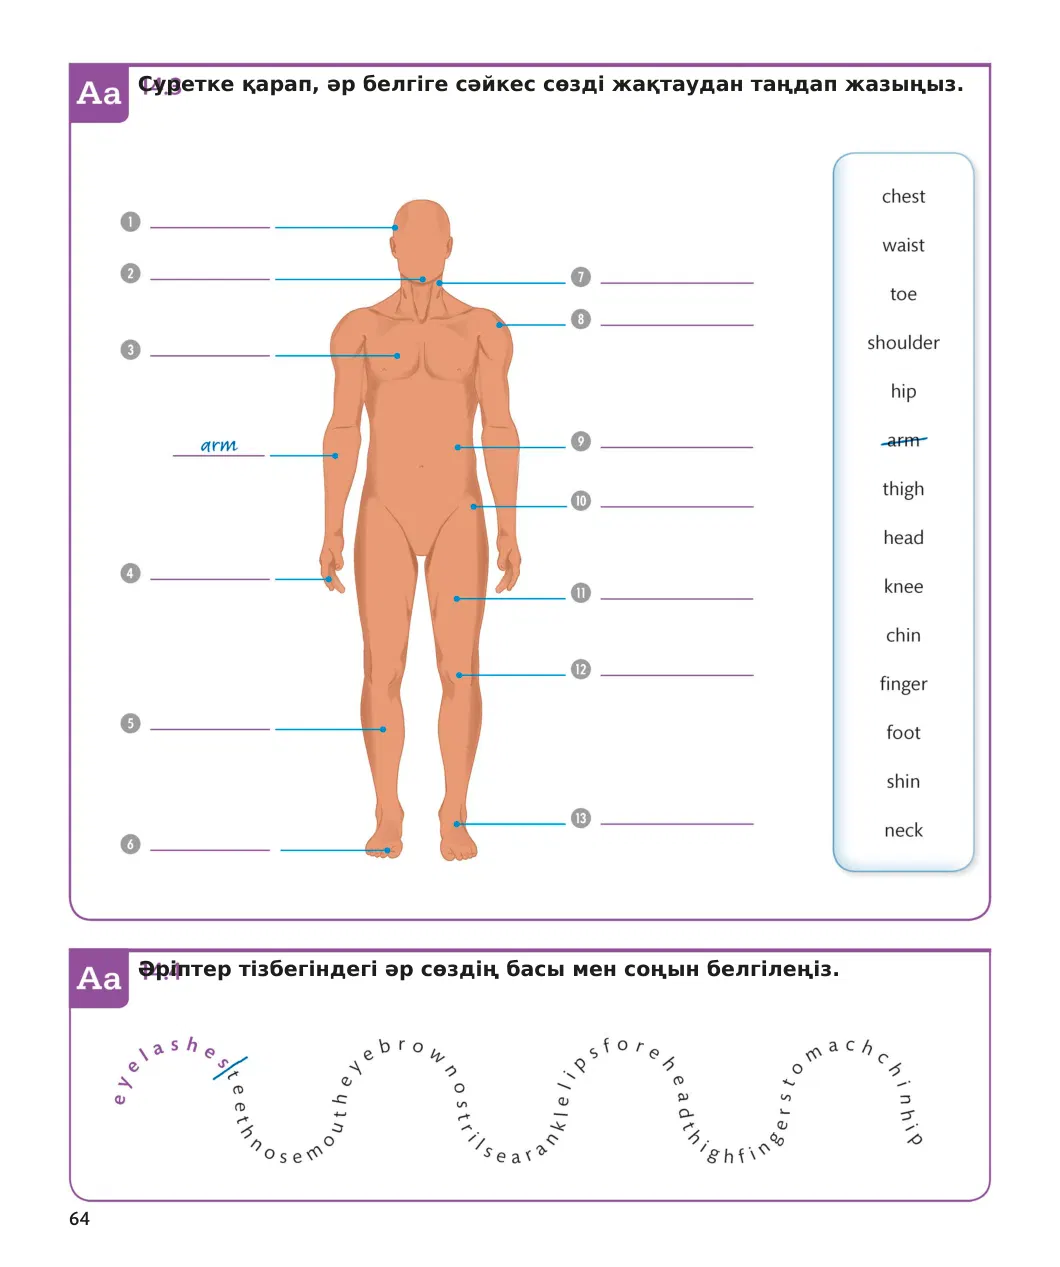 Aa Суретке қарап, әр белгіге сәйкес сөзді жақтаудан таңдап жазыңыз.
1
2
3
arm
4
5
6
7
8
9
10
11
12
13
chest
waist
toe
shoulder
hip
arm
thigh
head
knee
chin
finger
foot
shin
neck
Aa Әріптер тізбегіндегі әр сөздің басы мен соңын белгілеңіз.
eyelashes/teethnosemoutheyebrownostrilsearanklelipsforeheadthighfingerstomachchinhip
64